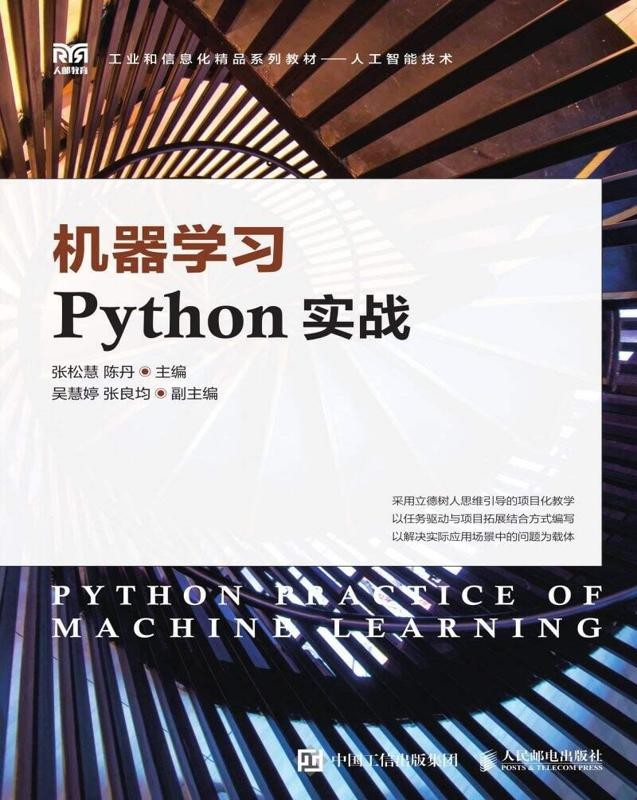 人邮教育
工业和信息化精品系列教材——人工智能技术
机器学习
Python 实战
张松慧 陈丹 ◉ 主编
吴慧婷 张良均 ◉ 副主编
采用立德树人思维引导的项目化教学
以任务驱动与项目拓展结合方式编写
以解决实际应用场景中的问题为载体
PYTHON PRACTICE OF
MACHINE LEARNING
中国工信出版集团
人民邮电出版社
POSTS & TELECOM PRESS